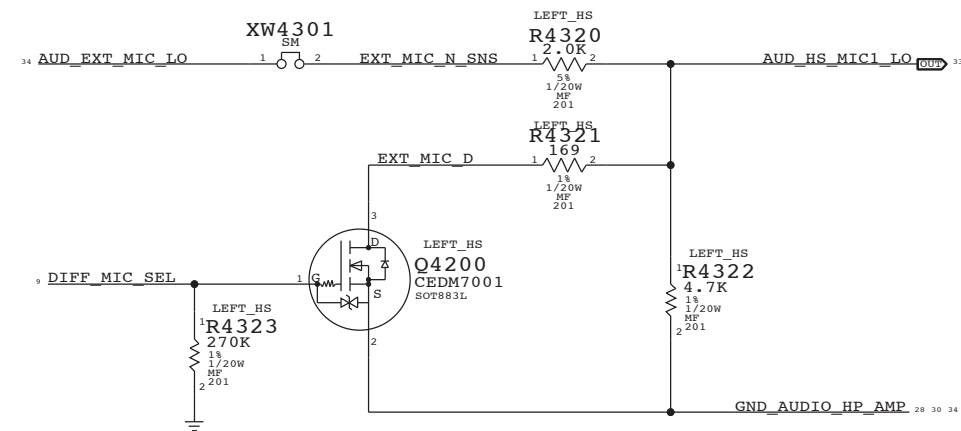 LEFT_HS
XW4301
R4320
SM
2.0K
34 AUD_EXT_MIC_LO
1 2
EXT_MIC_N_SNS
1 2
AUD_HS_MIC1_LO
OUT
33
5%
1/20W
MF
201
LEFT_HS
R4321
169
EXT_MIC_D
1 2
1%
1/20W
MF
201
3
D
LEFT_HS
Q4200
CEDM7001
SOT883L
LEFT_HS
1
R4322
4.7K
1%
1/20W
MF
2 201
9 DIFF_MIC_SEL
1
G
S
LEFT_HS
1
R4323
270K
1%
1/20W
MF
2 201
2
GND_AUDIO_HP_AMP 28 30 34